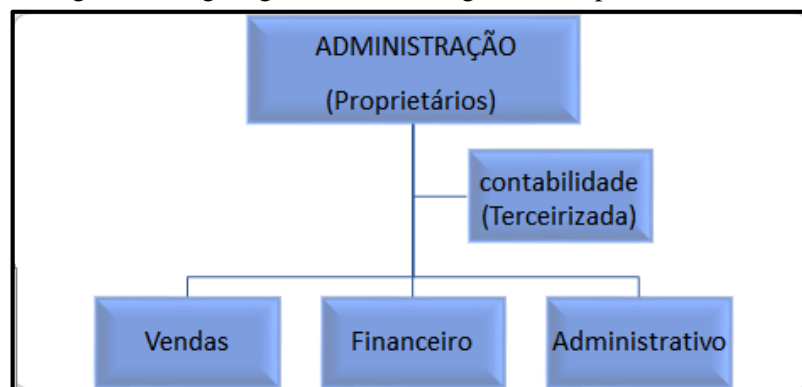 ADMINISTRAÇÃO
(Proprietários)
contabilidade
(Terceirizada)
Vendas
Financeiro
Administrativo